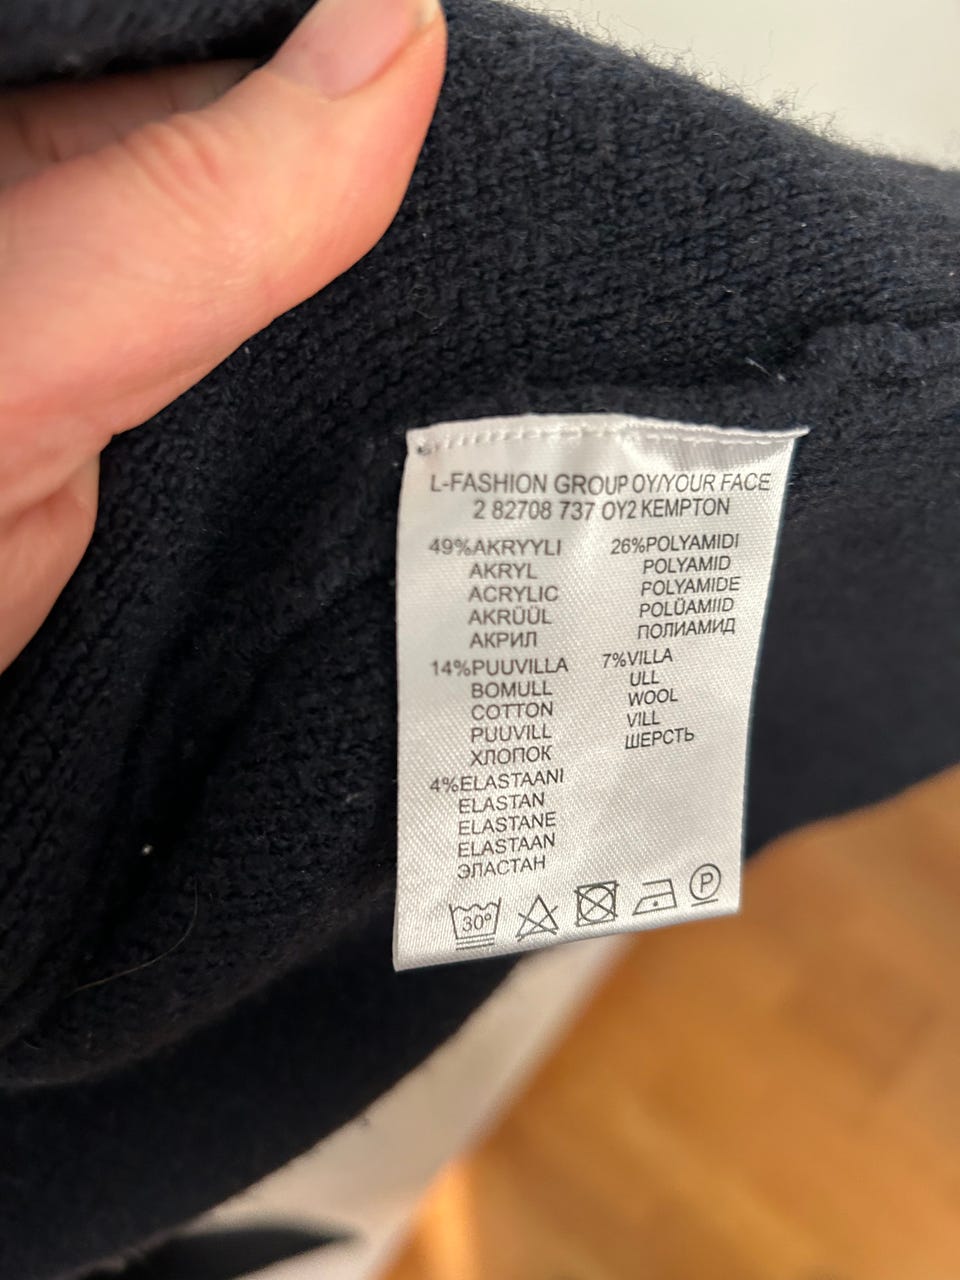 L-FASHION GROUP OY/YOUR FACE
2 82708 737 OY2 KEMPTON
49%AKRYYLI
AKRYL
ACRYLIC
AKRÜÜL
АКРИЛ
26%POLYAMIDI
POLYAMID
POLYAMIDE
POLÜAMIID
ПОЛИАМИД
14%PUUVILLA
BOMULL
COTTON
PUUVILL
ХЛОПОК
7%VILLA
ULL
WOOL
VILL
ШЕРСТЬ
4%ELASTAANI
ELASTAN
ELASTANE
ELASTAAN
ЭЛАСТАН
30° P